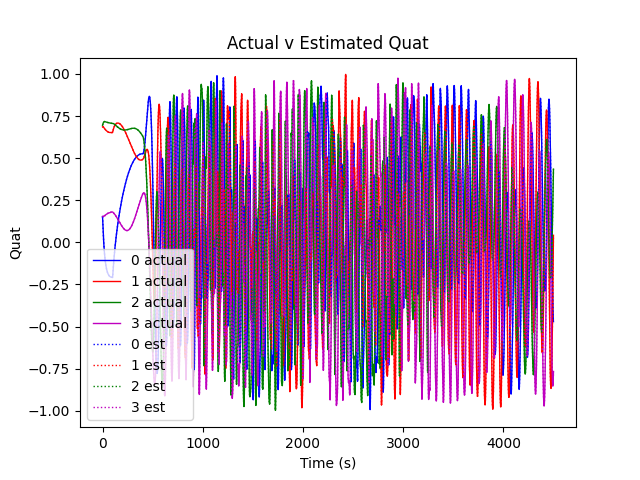 Actual v Estimated Quat
1.00
0.75
0.50
0.25
0.00
−0.25
−0.50
−0.75
−1.00
Quat
0 actual
1 actual
2 actual
3 actual
0 est
1 est
2 est
3 est
0 1000 2000 3000 4000
Time (s)